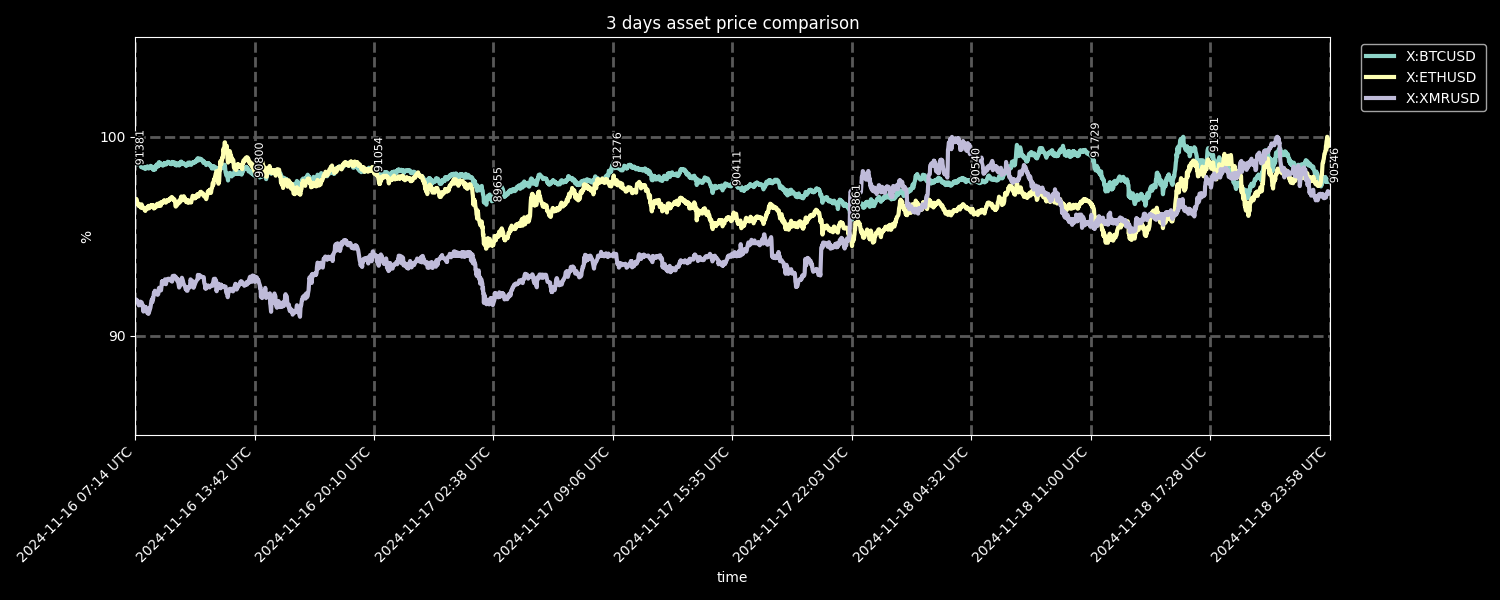 3 days asset price comparison
X:BTCUSD
X:ETHUSD
X:XMRUSD
100
90
%
91381
90800
91054
89655
91276
90411
88861
90540
91729
91981
90546
2024-11-16 07:14 UTC
2024-11-16 13:42 UTC
2024-11-16 20:10 UTC
2024-11-17 02:38 UTC
2024-11-17 09:06 UTC
2024-11-17 15:35 UTC
2024-11-17 22:03 UTC
2024-11-18 04:32 UTC
2024-11-18 11:00 UTC
2024-11-18 17:28 UTC
2024-11-18 23:58 UTC
time